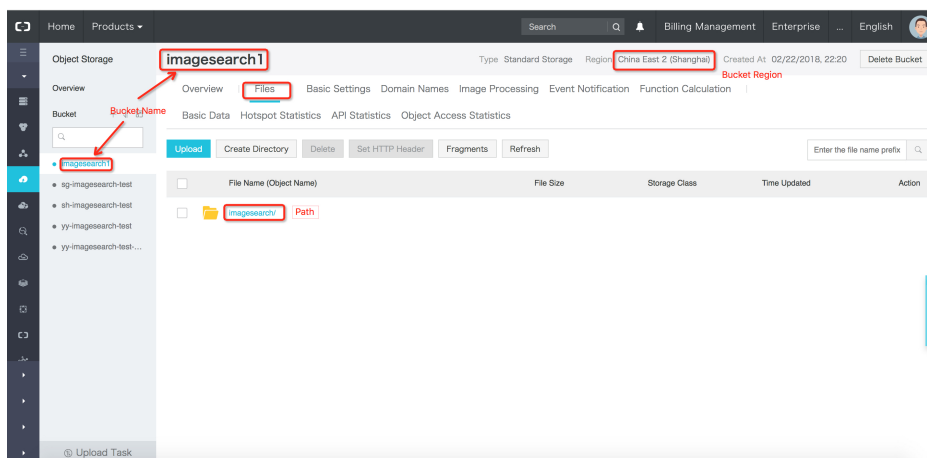 Home Products Search Billing Management Enterprise ... English
Object Storage
imagesearch1 Type Standard Storage Region China East 2 (Shanghai) Created At 02/22/2018, 22:20 Delete Bucket
Bucket Region
Overview
Overview Files Basic Settings Domain Names Image Processing Event Notification Function Calculation
Bucket
Bucket Name
Basic Data Hotspot Statistics API Statistics Object Access Statistics
Upload Create Directory Delete Set HTTP Header Fragments Refresh Enter the file name prefix
imagesearch1
sg-imagesearch-test
File Name (Object Name) File Size Storage Class Time Updated Action
sh-imagesearch-test
imagesearch/ Path
yy-imagesearch-test
yy-imagesearch-test-...
Upload Task